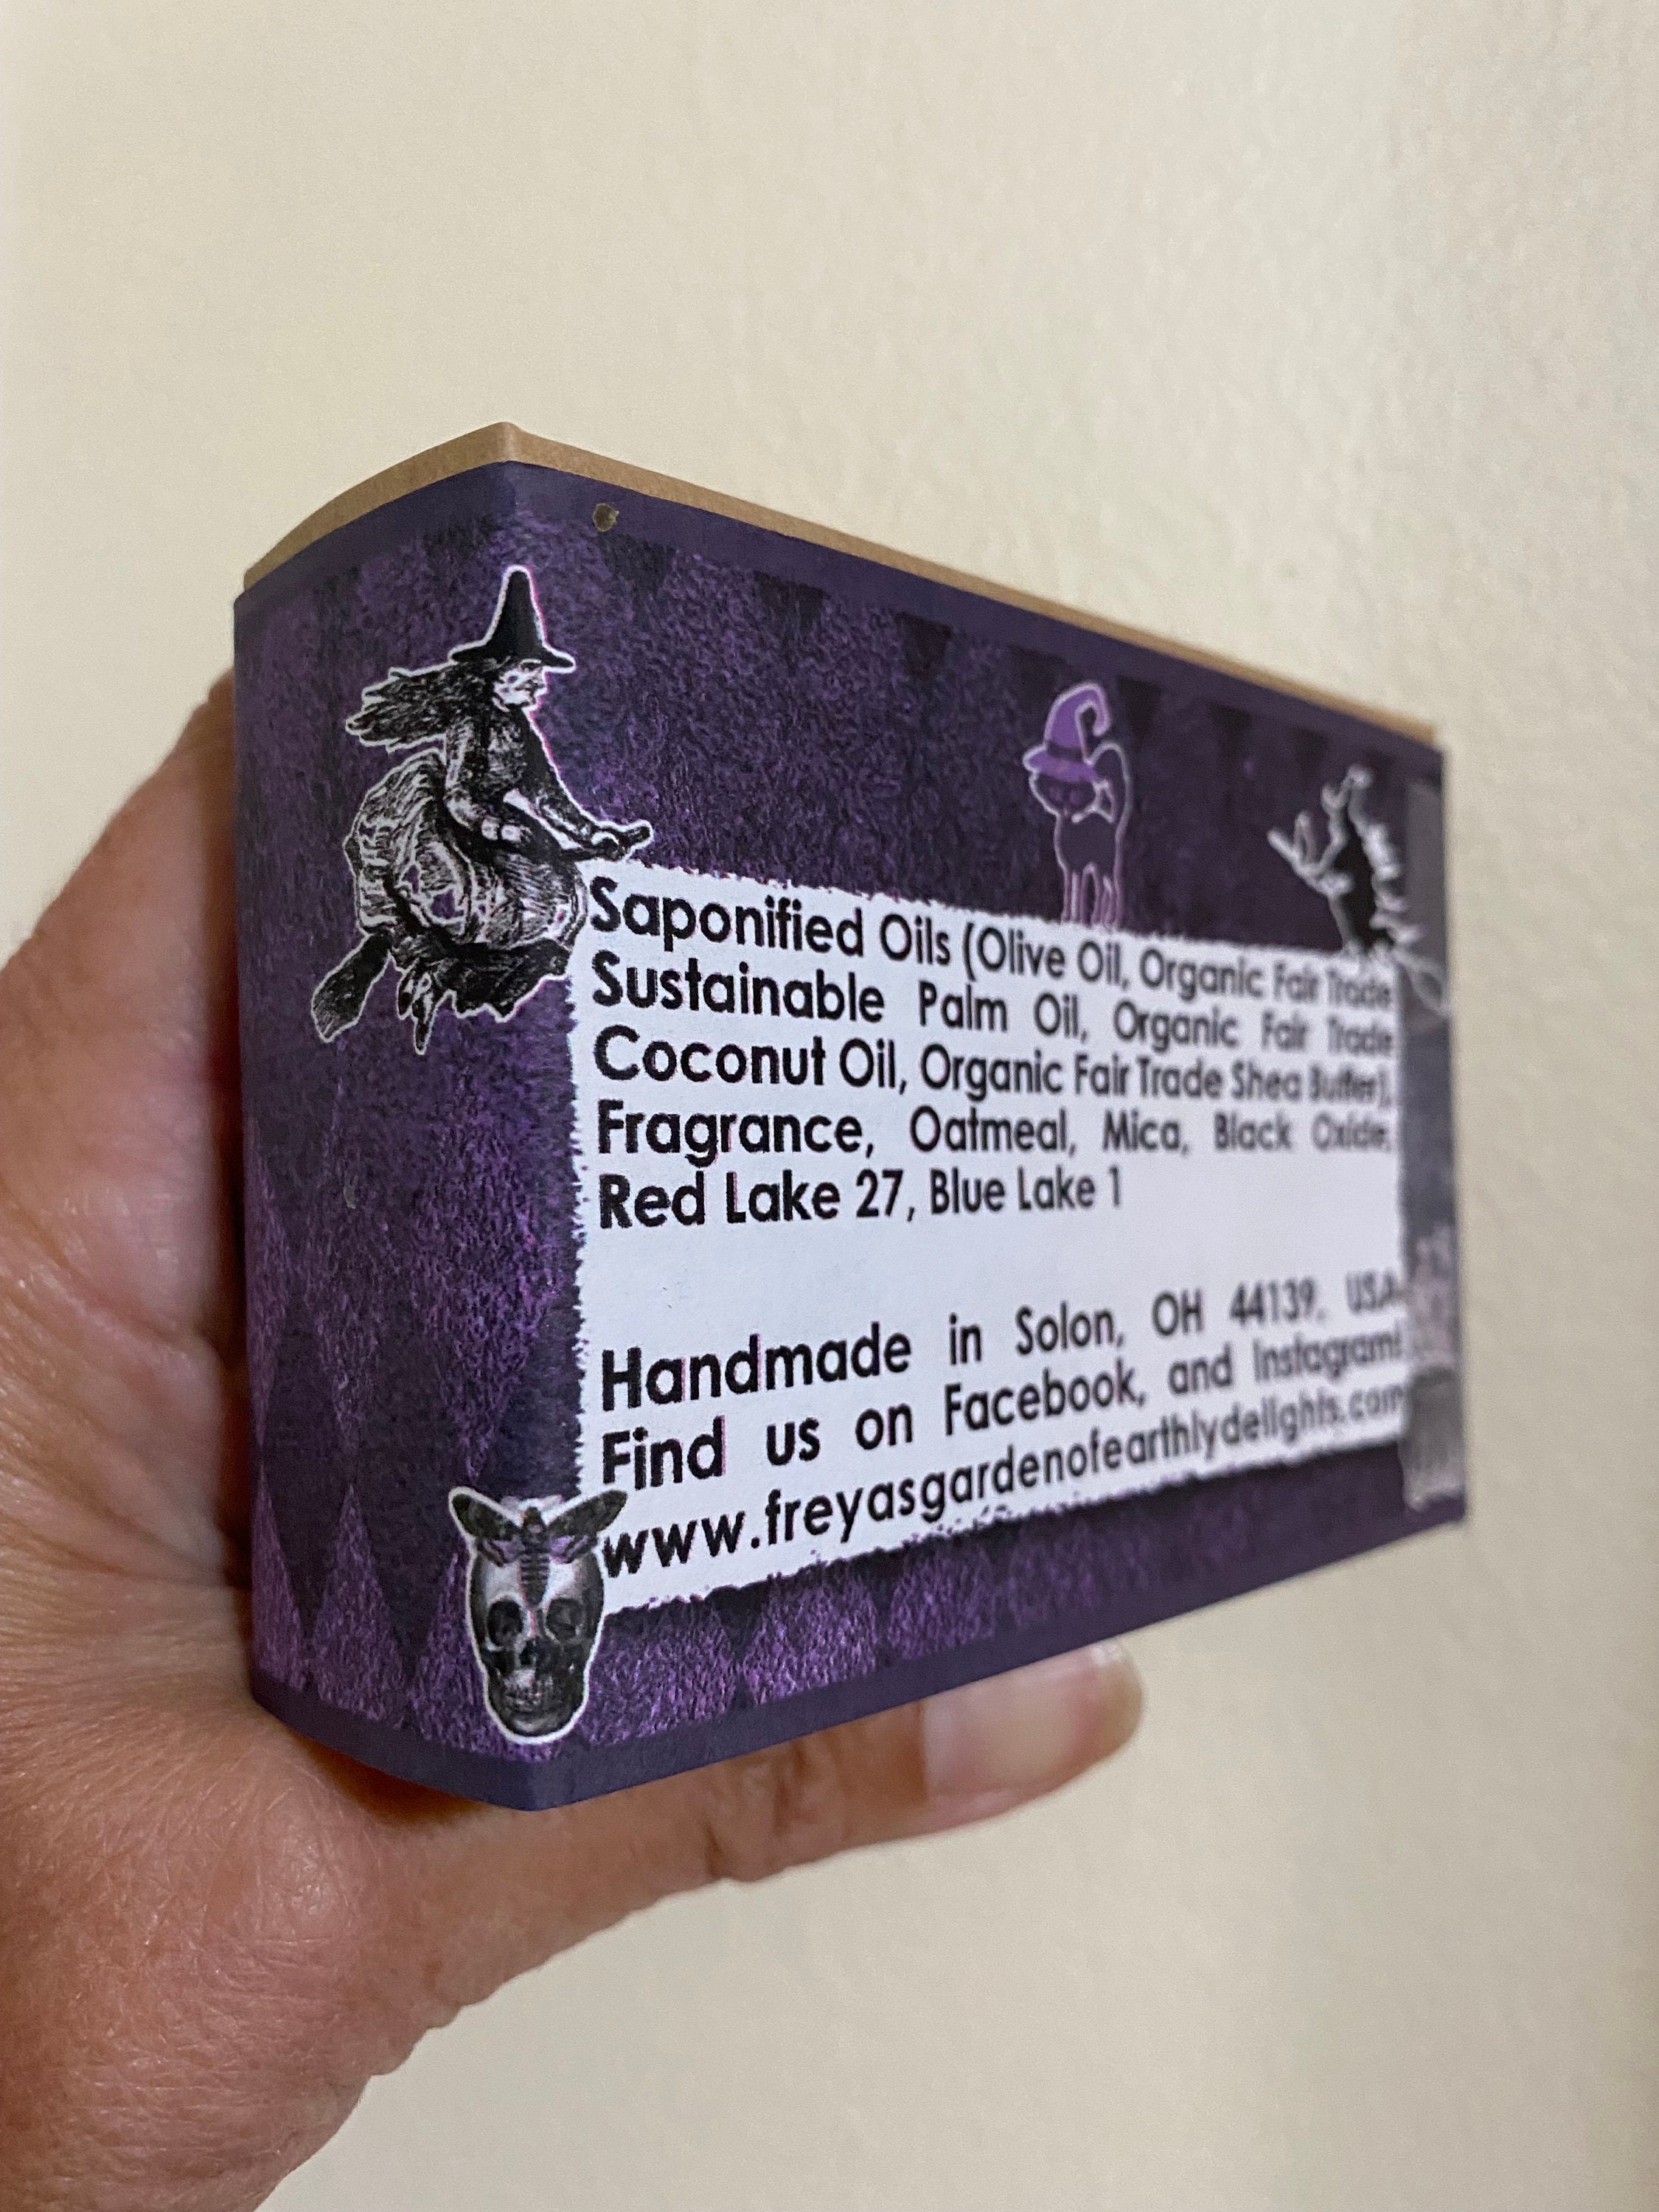 Saponified Oils (Olive Oil, Organic Fair Trade
Sustainable Palm Oil, Organic Fair Trade
Coconut Oil, Organic Fair Trade Shea Butter),
Fragrance, Oatmeal, Mica, Black Oxide,
Red Lake 27, Blue Lake 1
Handmade in Solon, OH 44139, USA
Find us on Facebook, and Instagram!
www.freyasgardenofearthlydelights.com